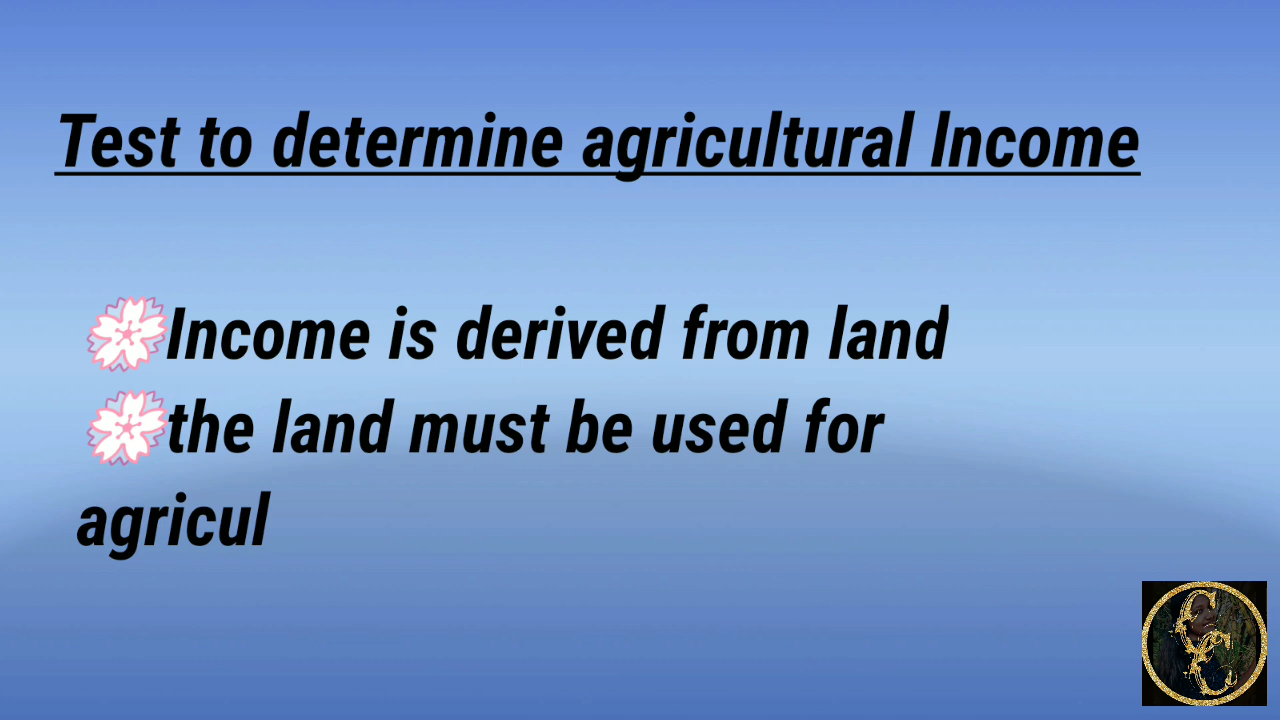 Test to determine agricultural Income
Income is derived from land
the land must be used for
agricul